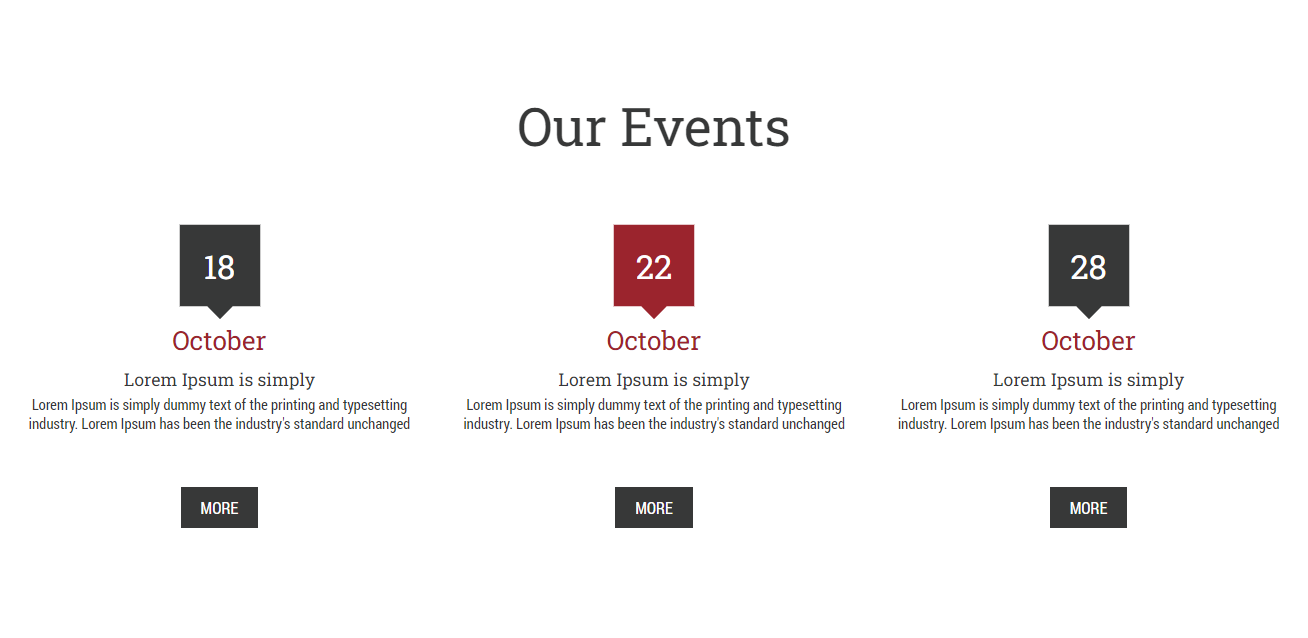 Our Events
18
October
Lorem Ipsum is simply
Lorem Ipsum is simply dummy text of the printing and typesetting
industry. Lorem Ipsum has been the industry's standard unchanged
MORE
22
October
Lorem Ipsum is simply
Lorem Ipsum is simply dummy text of the printing and typesetting
industry. Lorem Ipsum has been the industry's standard unchanged
MORE
28
October
Lorem Ipsum is simply
Lorem Ipsum is simply dummy text of the printing and typesetting
industry. Lorem Ipsum has been the industry's standard unchanged
MORE